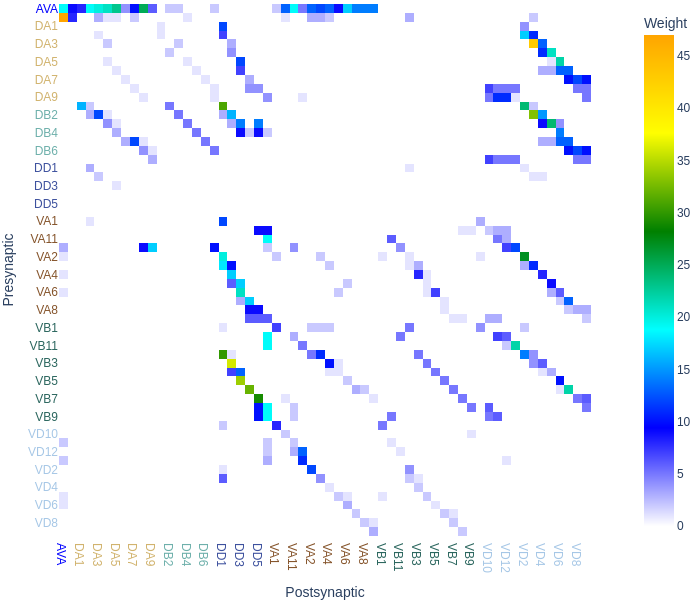 Weight
AVA
DA1
DA3
DA5
DA7
DA9
DB2
DB4
DB6
DD1
DD3
DD5
VA1
VA11
VA2
VA4
VA6
VA8
VB1
VB11
VB3
VB5
VB7
VB9
VD10
VD12
VD2
VD4
VD6
VD8
Presynaptic
AVA
DA1
DA3
DA5
DA7
DA9
DB2
DB4
DB6
DD1
DD3
DD5
VA1
VA11
VA2
VA4
VA6
VA8
VB1
VB11
VB3
VB5
VB7
VB9
VD10
VD12
VD2
VD4
VD6
VD8
Postsynaptic
45
40
35
30
25
20
15
10
5
0